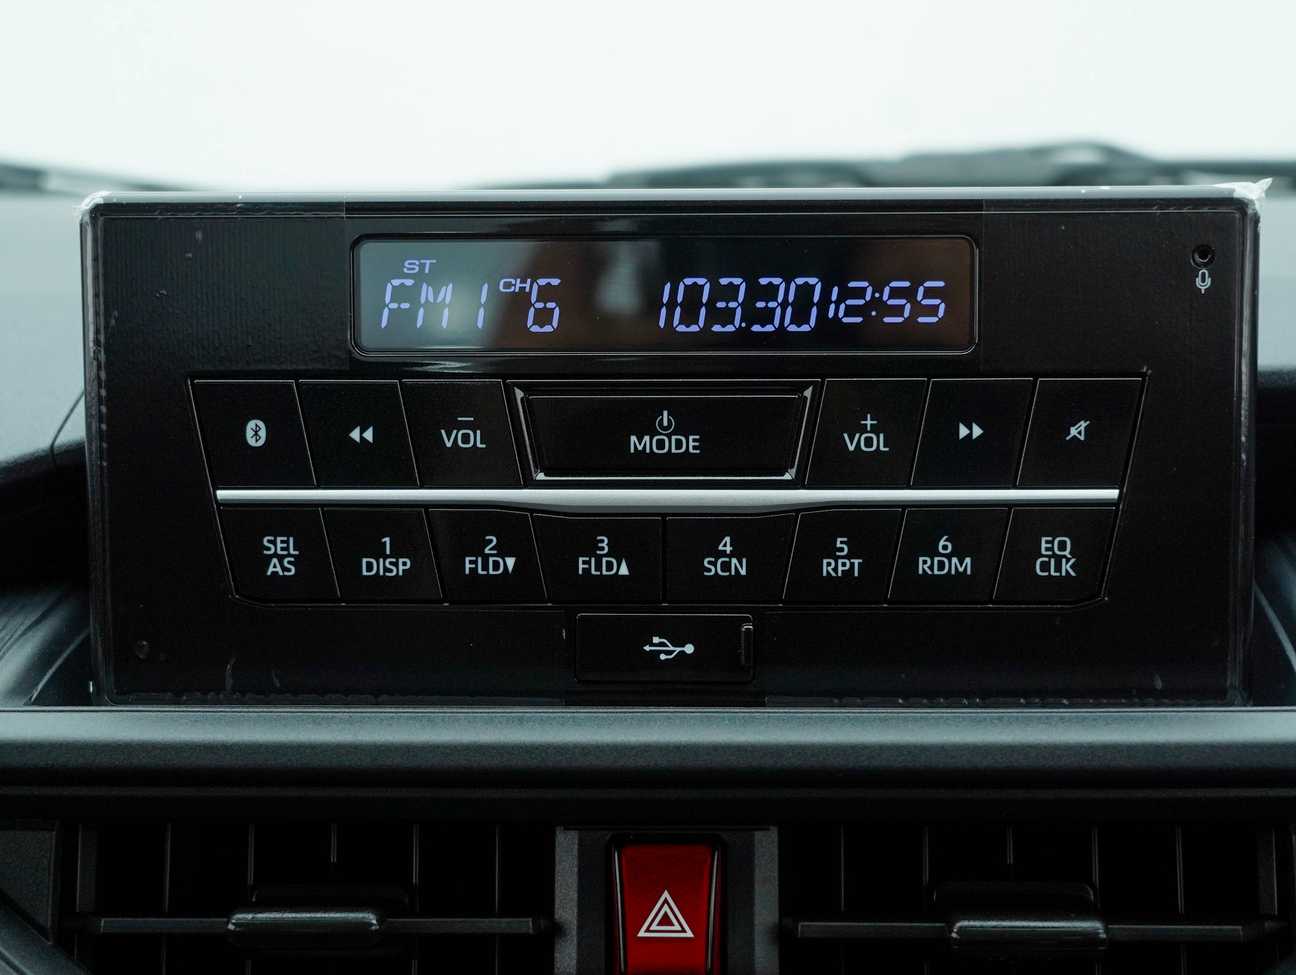 ST
FM1 CH6 103.30 12:55
− VOL
MODE
+ VOL
SEL AS
1 DISP
2 FLD▼
3 FLD▲
4 SCN
5 RPT
6 RDM
EQ CLK